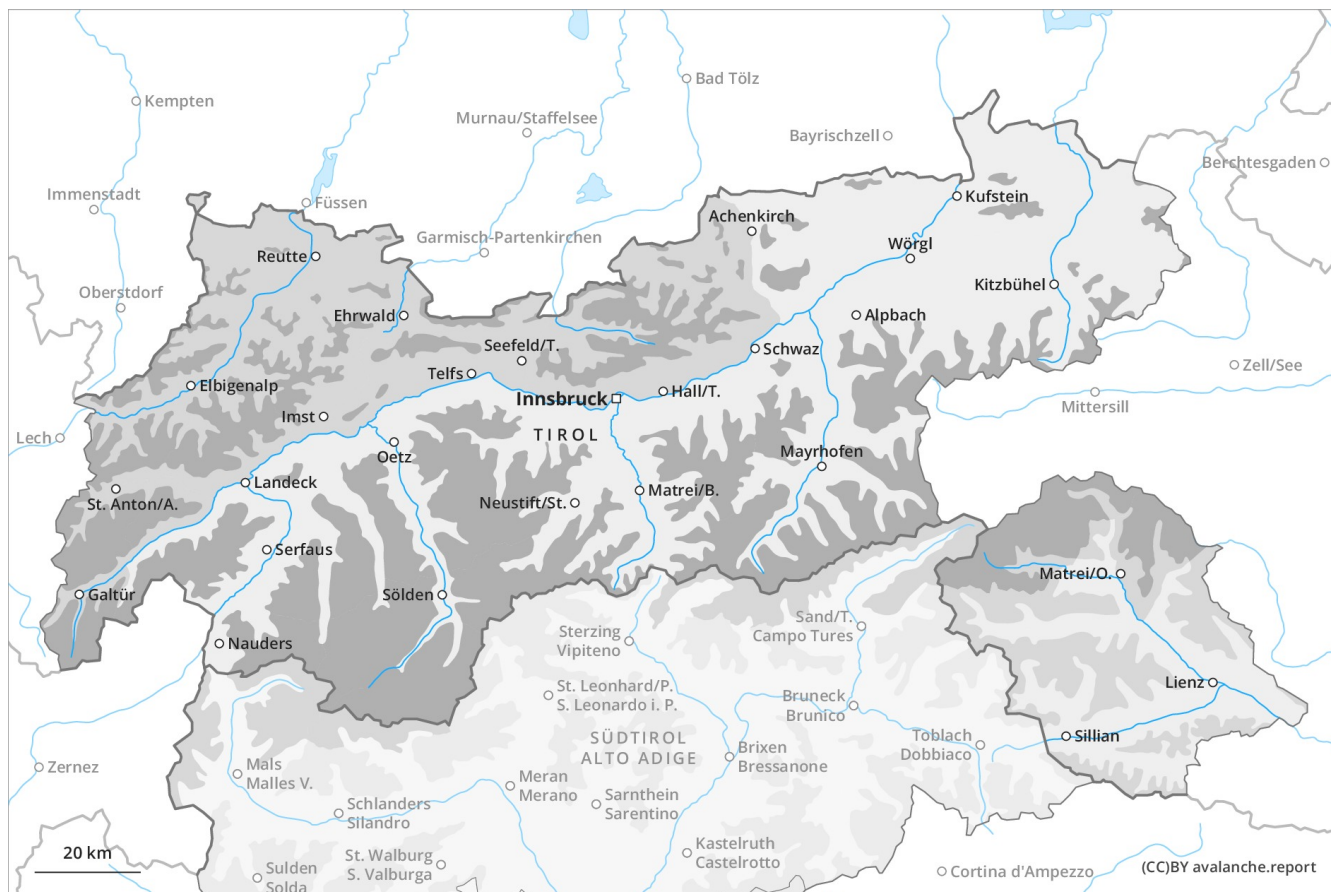 Kempten
Bad Tölz
Murnau/Staffelsee
Bayrischzell
Berchtesgaden
Immenstadt
Füssen
Kufstein
Achenkirch
Garmisch-Partenkirchen
Wörgl
Reutte
Kitzbühel
Oberstdorf
Ehrwald
Alpbach
Seefeld/T.
Schwaz
Zell/See
Telfs
Elbigenalp
Innsbruck
Hall/T.
Mittersill
Imst
Lech
TIROL
Oetz
Mayrhofen
Landeck
St. Anton/A.
Neustift/St.
Matrei/B.
Serfaus
Matrei/O.
Galtür
Sölden
Sand/T.
Campo Tures
Sterzing
Vipiteno
Nauders
Lienz
St. Leonhard/P.
S. Leonardo i. P.
Bruneck
Brunico
SÜDTIROL
ALTO ADIGE
Toblach
Dobbiaco
Sillian
Brixen
Bressanone
Zernez
Mals
Malles V.
Meran
Merano
Sarnthein
Sarentino
Schlanders
Silandro
Kastelruth
Castelrotto
20 km
St. Walburg
S. Valburga
Sulden
Solda
Cortina d'Ampezzo
(CC)BY avalanche.report